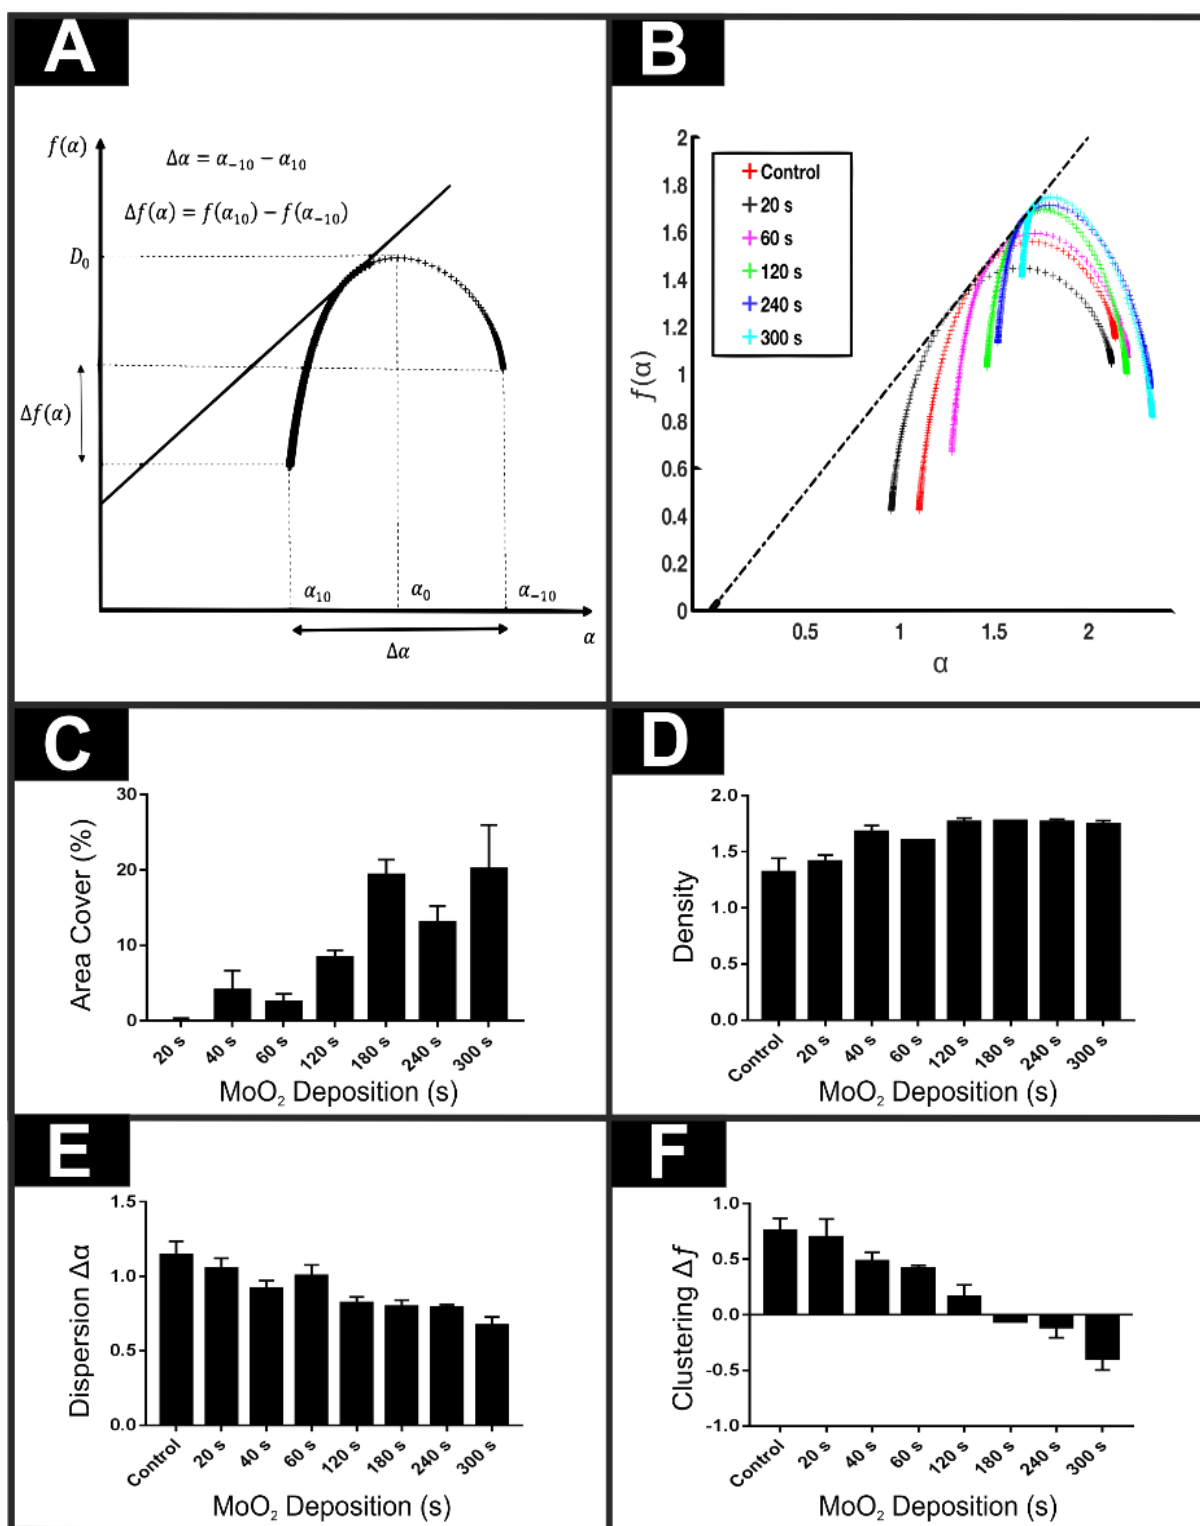 A
f(α)
Δα = α₋₁₀ − α₁₀
Δf(α) = f(α₁₀) − f(α₋₁₀)
D₀
Δf(α)
α₁₀
α₀
α₋₁₀
α
Δα
B
2
1.8
1.6
1.4
1.2
1
0.8
0.6
0.4
0.2
0
f(α)
Control
20 s
60 s
120 s
240 s
300 s
0.5
1
1.5
2
α
C
30
20
10
0
Area Cover (%)
20 s
40 s
60 s
120 s
180 s
240 s
300 s
MoO₂ Deposition (s)
D
2.0
1.5
1.0
0.5
0.0
Density
Control
20 s
40 s
60 s
120 s
180 s
240 s
300 s
MoO₂ Deposition (s)
E
1.5
1.0
0.5
0.0
Dispersion Δα
Control
20 s
40 s
60 s
120 s
180 s
240 s
300 s
MoO₂ Deposition (s)
F
1.0
0.5
0.0
-0.5
-1.0
Clustering Δf
Control
20 s
40 s
60 s
120 s
180 s
240 s
300 s
MoO₂ Deposition (s)